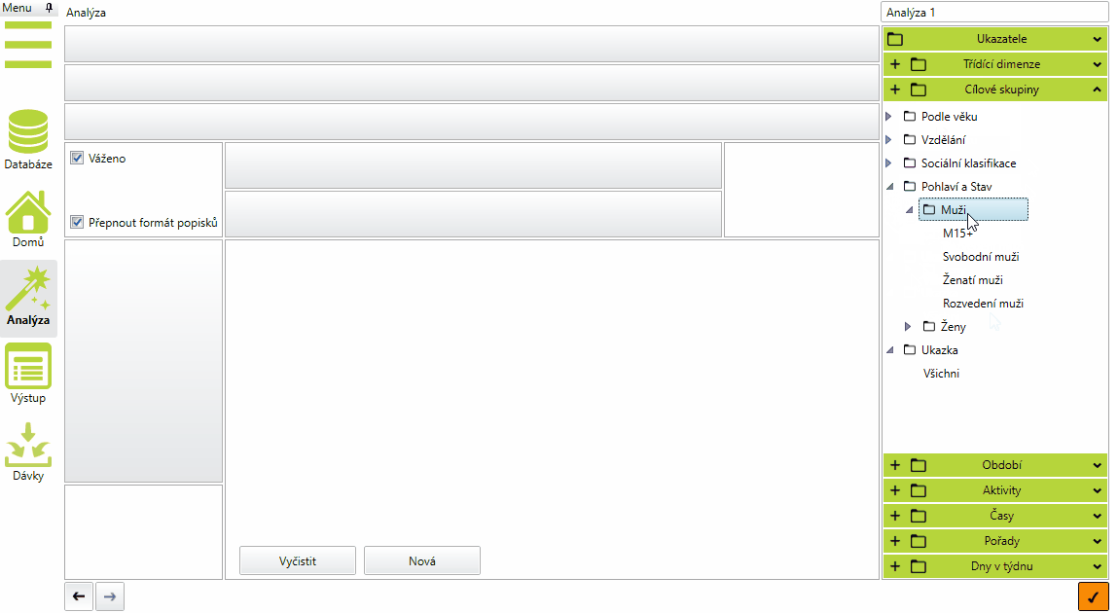 Menu
Analýza
Analýza 1
Databáze
Domů
Analýza
Výstup
Dávky
Váženo
Přepnout formát popisků
Vyčistit
Nová
Ukazatele
Třídící dimenze
Cílové skupiny
Podle věku
Vzdělání
Sociální klasifikace
Pohlaví a Stav
Muži
M15+
Svobodní muži
Ženatí muži
Rozvedení muži
Ženy
Ukazka
Všichni
Období
Aktivity
Časy
Pořady
Dny v týdnu